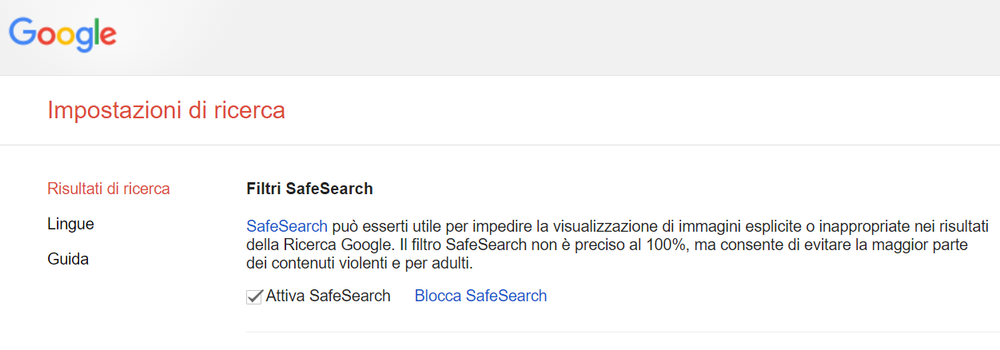 Google
Impostazioni di ricerca
Risultati di ricerca
Lingue
Guida
Filtri SafeSearch
SafeSearch può esserti utile per impedire la visualizzazione di immagini esplicite o inappropriate nei risultati
della Ricerca Google. Il filtro SafeSearch non è preciso al 100%, ma consente di evitare la maggior parte
dei contenuti violenti e per adulti.
Attiva SafeSearch Blocca SafeSearch